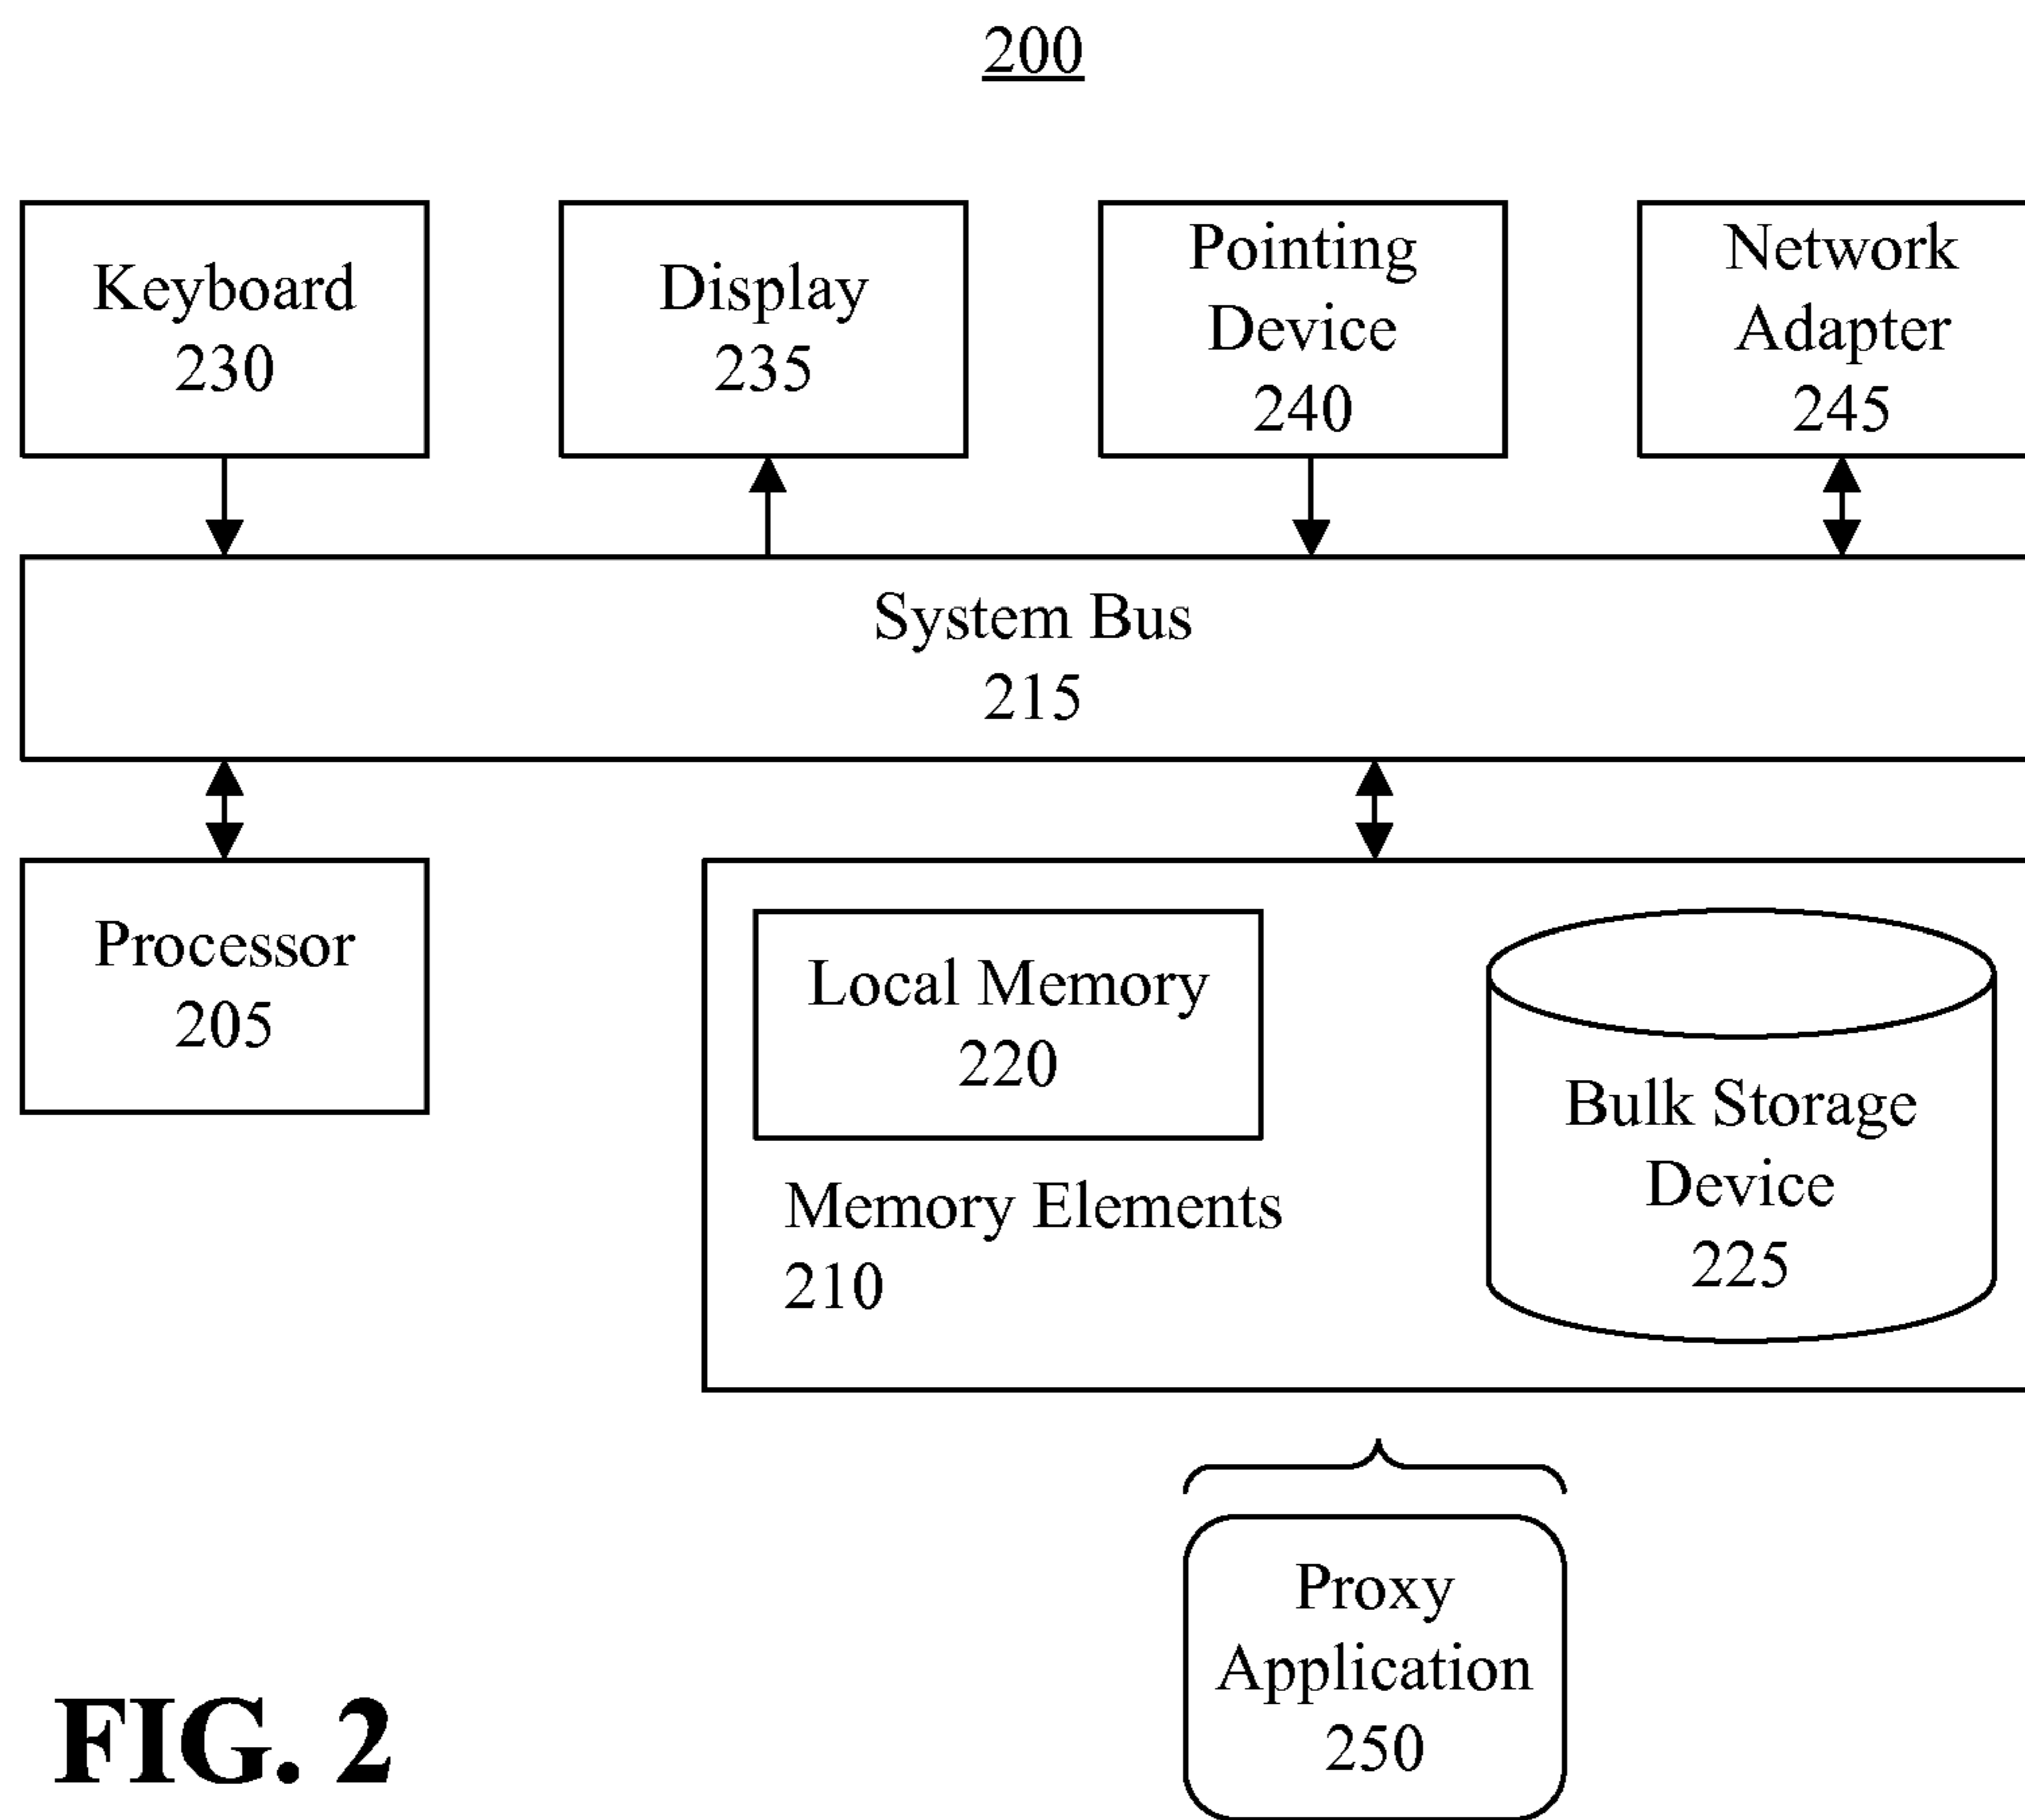 200
Keyboard
230
Display
235
Pointing
Device
240
Network
Adapter
245
System Bus
215
Processor
205
Local Memory
220
Memory Elements
210
Bulk Storage
Device
225
Proxy
Application
250
FIG. 2